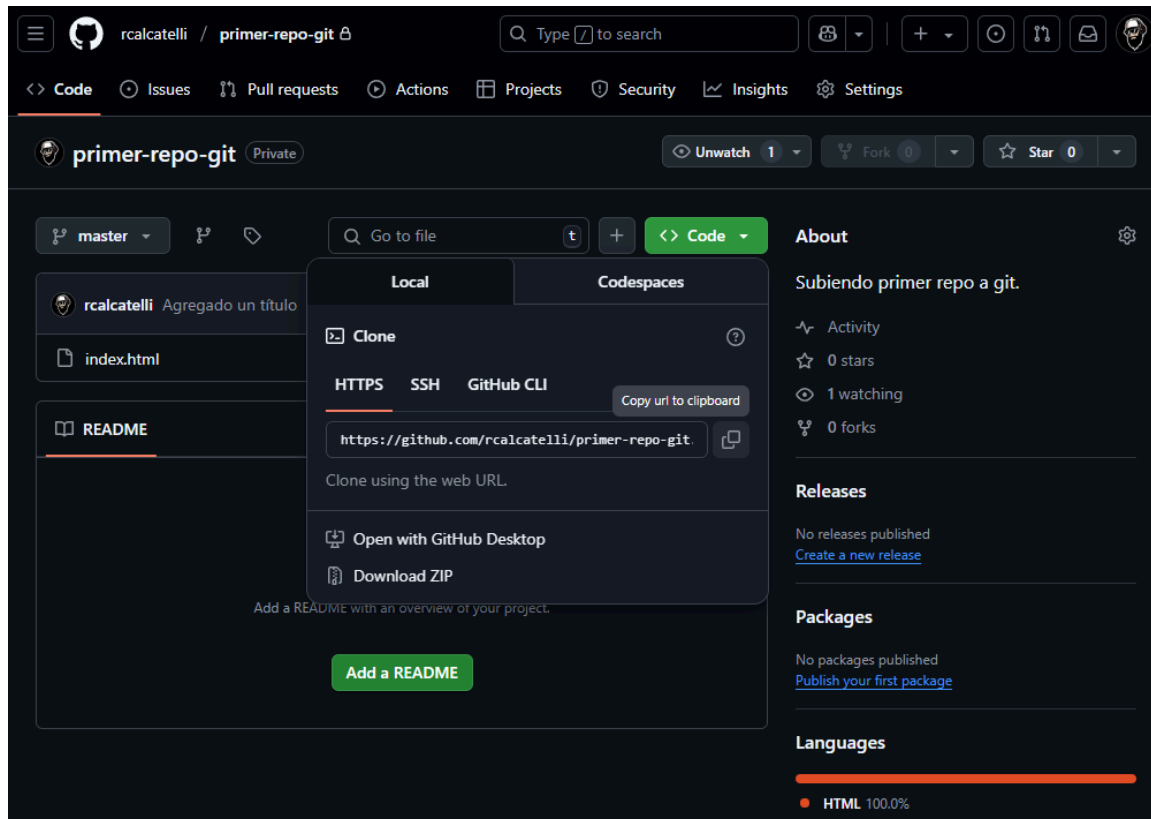 rcalcatelli / primer-repo-git Type / to search
Code Issues Pull requests Actions Projects Security Insights Settings
primer-repo-git Private Unwatch 1 Fork 0 Star 0
master Go to file t Code
Local Codespaces
rcalcatelli Agregado un título
Clone
index.html
HTTPS SSH GitHub CLI
Copy url to clipboard
README
https://github.com/rcalcatelli/primer-repo-git.
Clone using the web URL.
Open with GitHub Desktop
Download ZIP
Add a README with an overview of your project.
Add a README
About
Subiendo primer repo a git.
Activity
0 stars
1 watching
0 forks
Releases
No releases published
Create a new release
Packages
No packages published
Publish your first package
Languages
HTML 100.0%